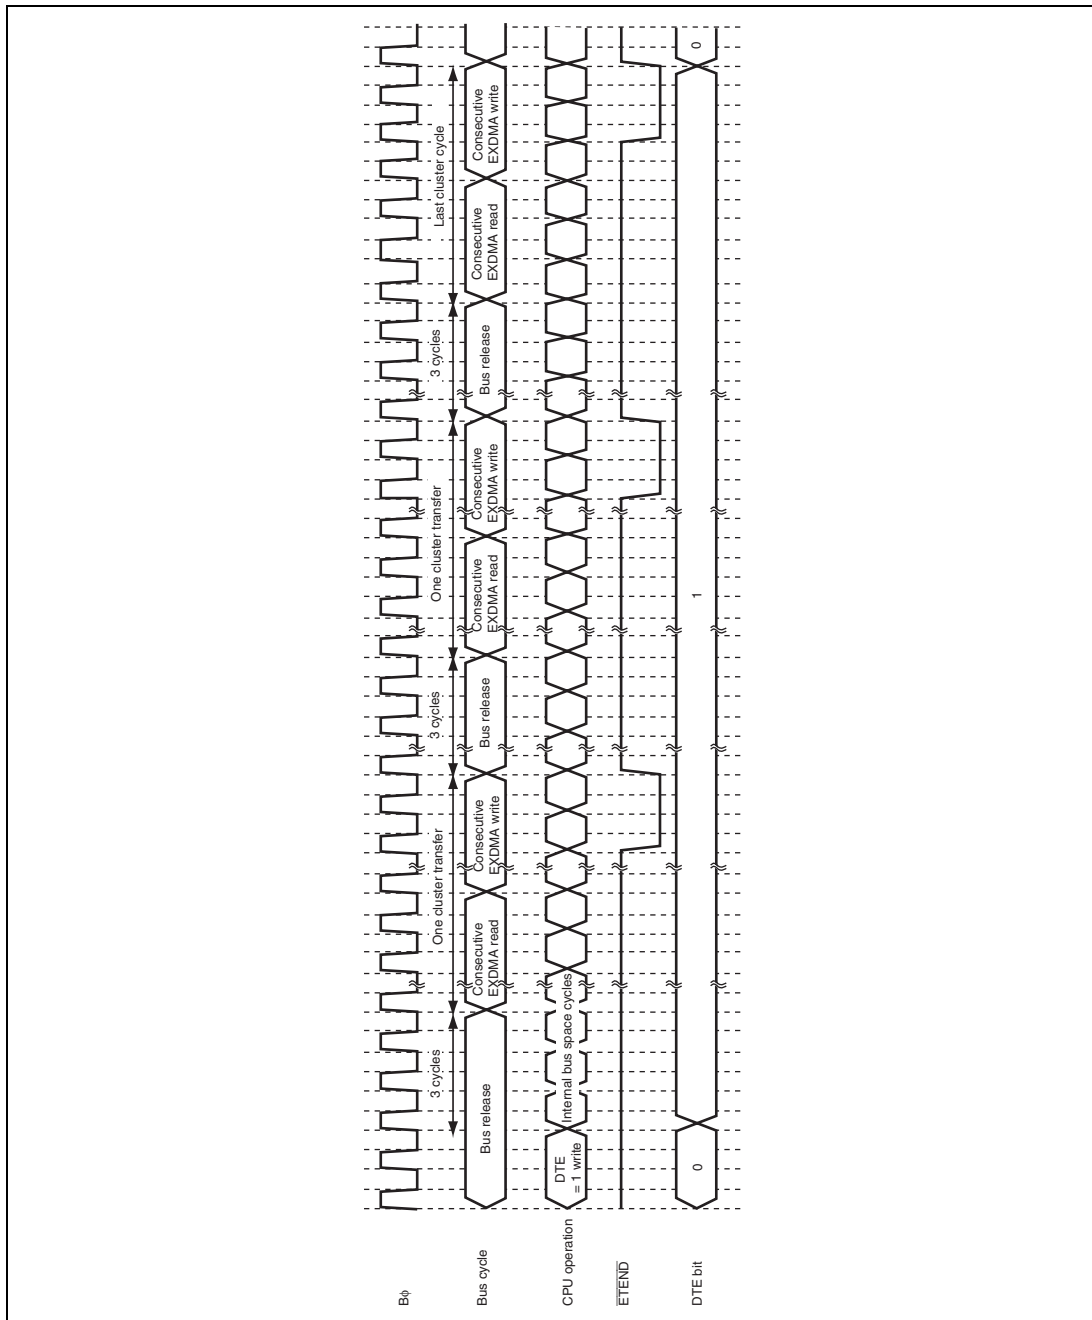 Bϕ
3 cycles
One cluster transfer
3 cycles
One cluster transfer
3 cycles
Last cluster cycle
Bus cycle
Bus release
Consecutive
EXDMA read
Consecutive
EXDMA write
Bus release
Consecutive
EXDMA read
Consecutive
EXDMA write
Bus release
Consecutive
EXDMA read
Consecutive
EXDMA write
CPU operation
DTE
= 1 write
Internal bus space cycles
ETEND
DTE bit
0
1
0